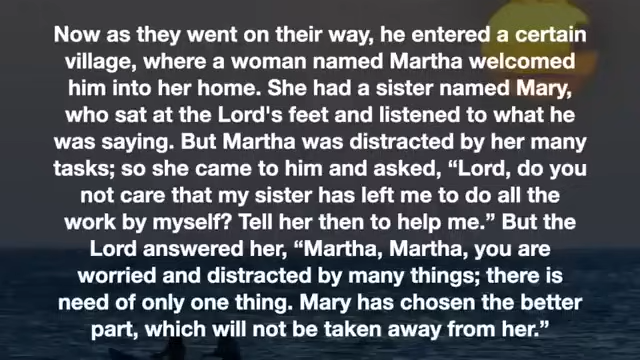 Now as they went on their way, he entered a certain
village, where a woman named Martha welcomed
him into her home. She had a sister named Mary,
who sat at the Lord's feet and listened to what he
was saying. But Martha was distracted by her many
tasks; so she came to him and asked, “Lord, do you
not care that my sister has left me to do all the
work by myself? Tell her then to help me.” But the
Lord answered her, “Martha, Martha, you are
worried and distracted by many things; there is
need of only one thing. Mary has chosen the better
part, which will not be taken away from her.”